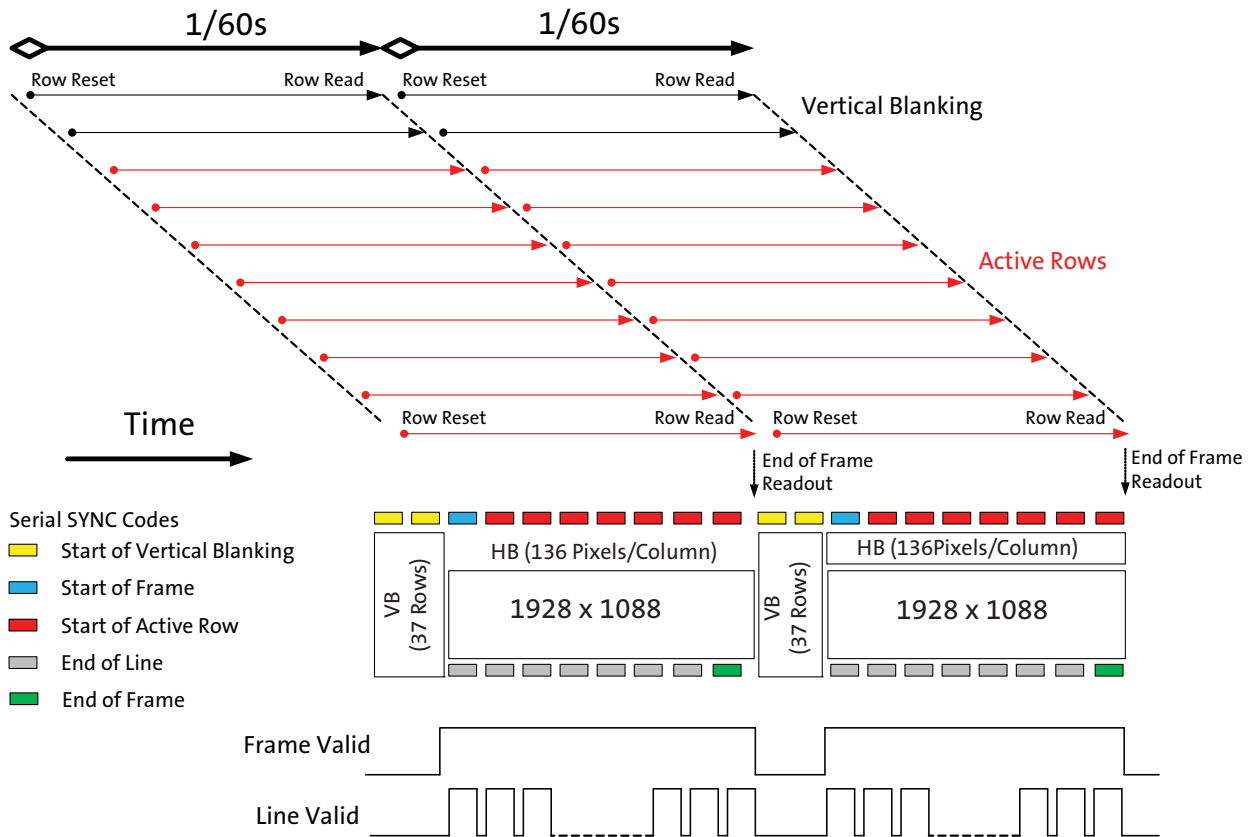 1/60s 1/60s
Row Reset Row Read Row Reset Row Read
Vertical Blanking
Active Rows
Row Reset Row Read Row Reset Row Read
Time
End of Frame
Readout
End of Frame
Readout
Serial SYNC Codes
Start of Vertical Blanking
Start of Frame
Start of Active Row
End of Line
End of Frame
VB
(37 Rows)
HB (136 Pixels/Column)
1928 x 1088
VB
(37 Rows)
HB (136Pixels/Column)
1928 x 1088
Frame Valid
Line Valid